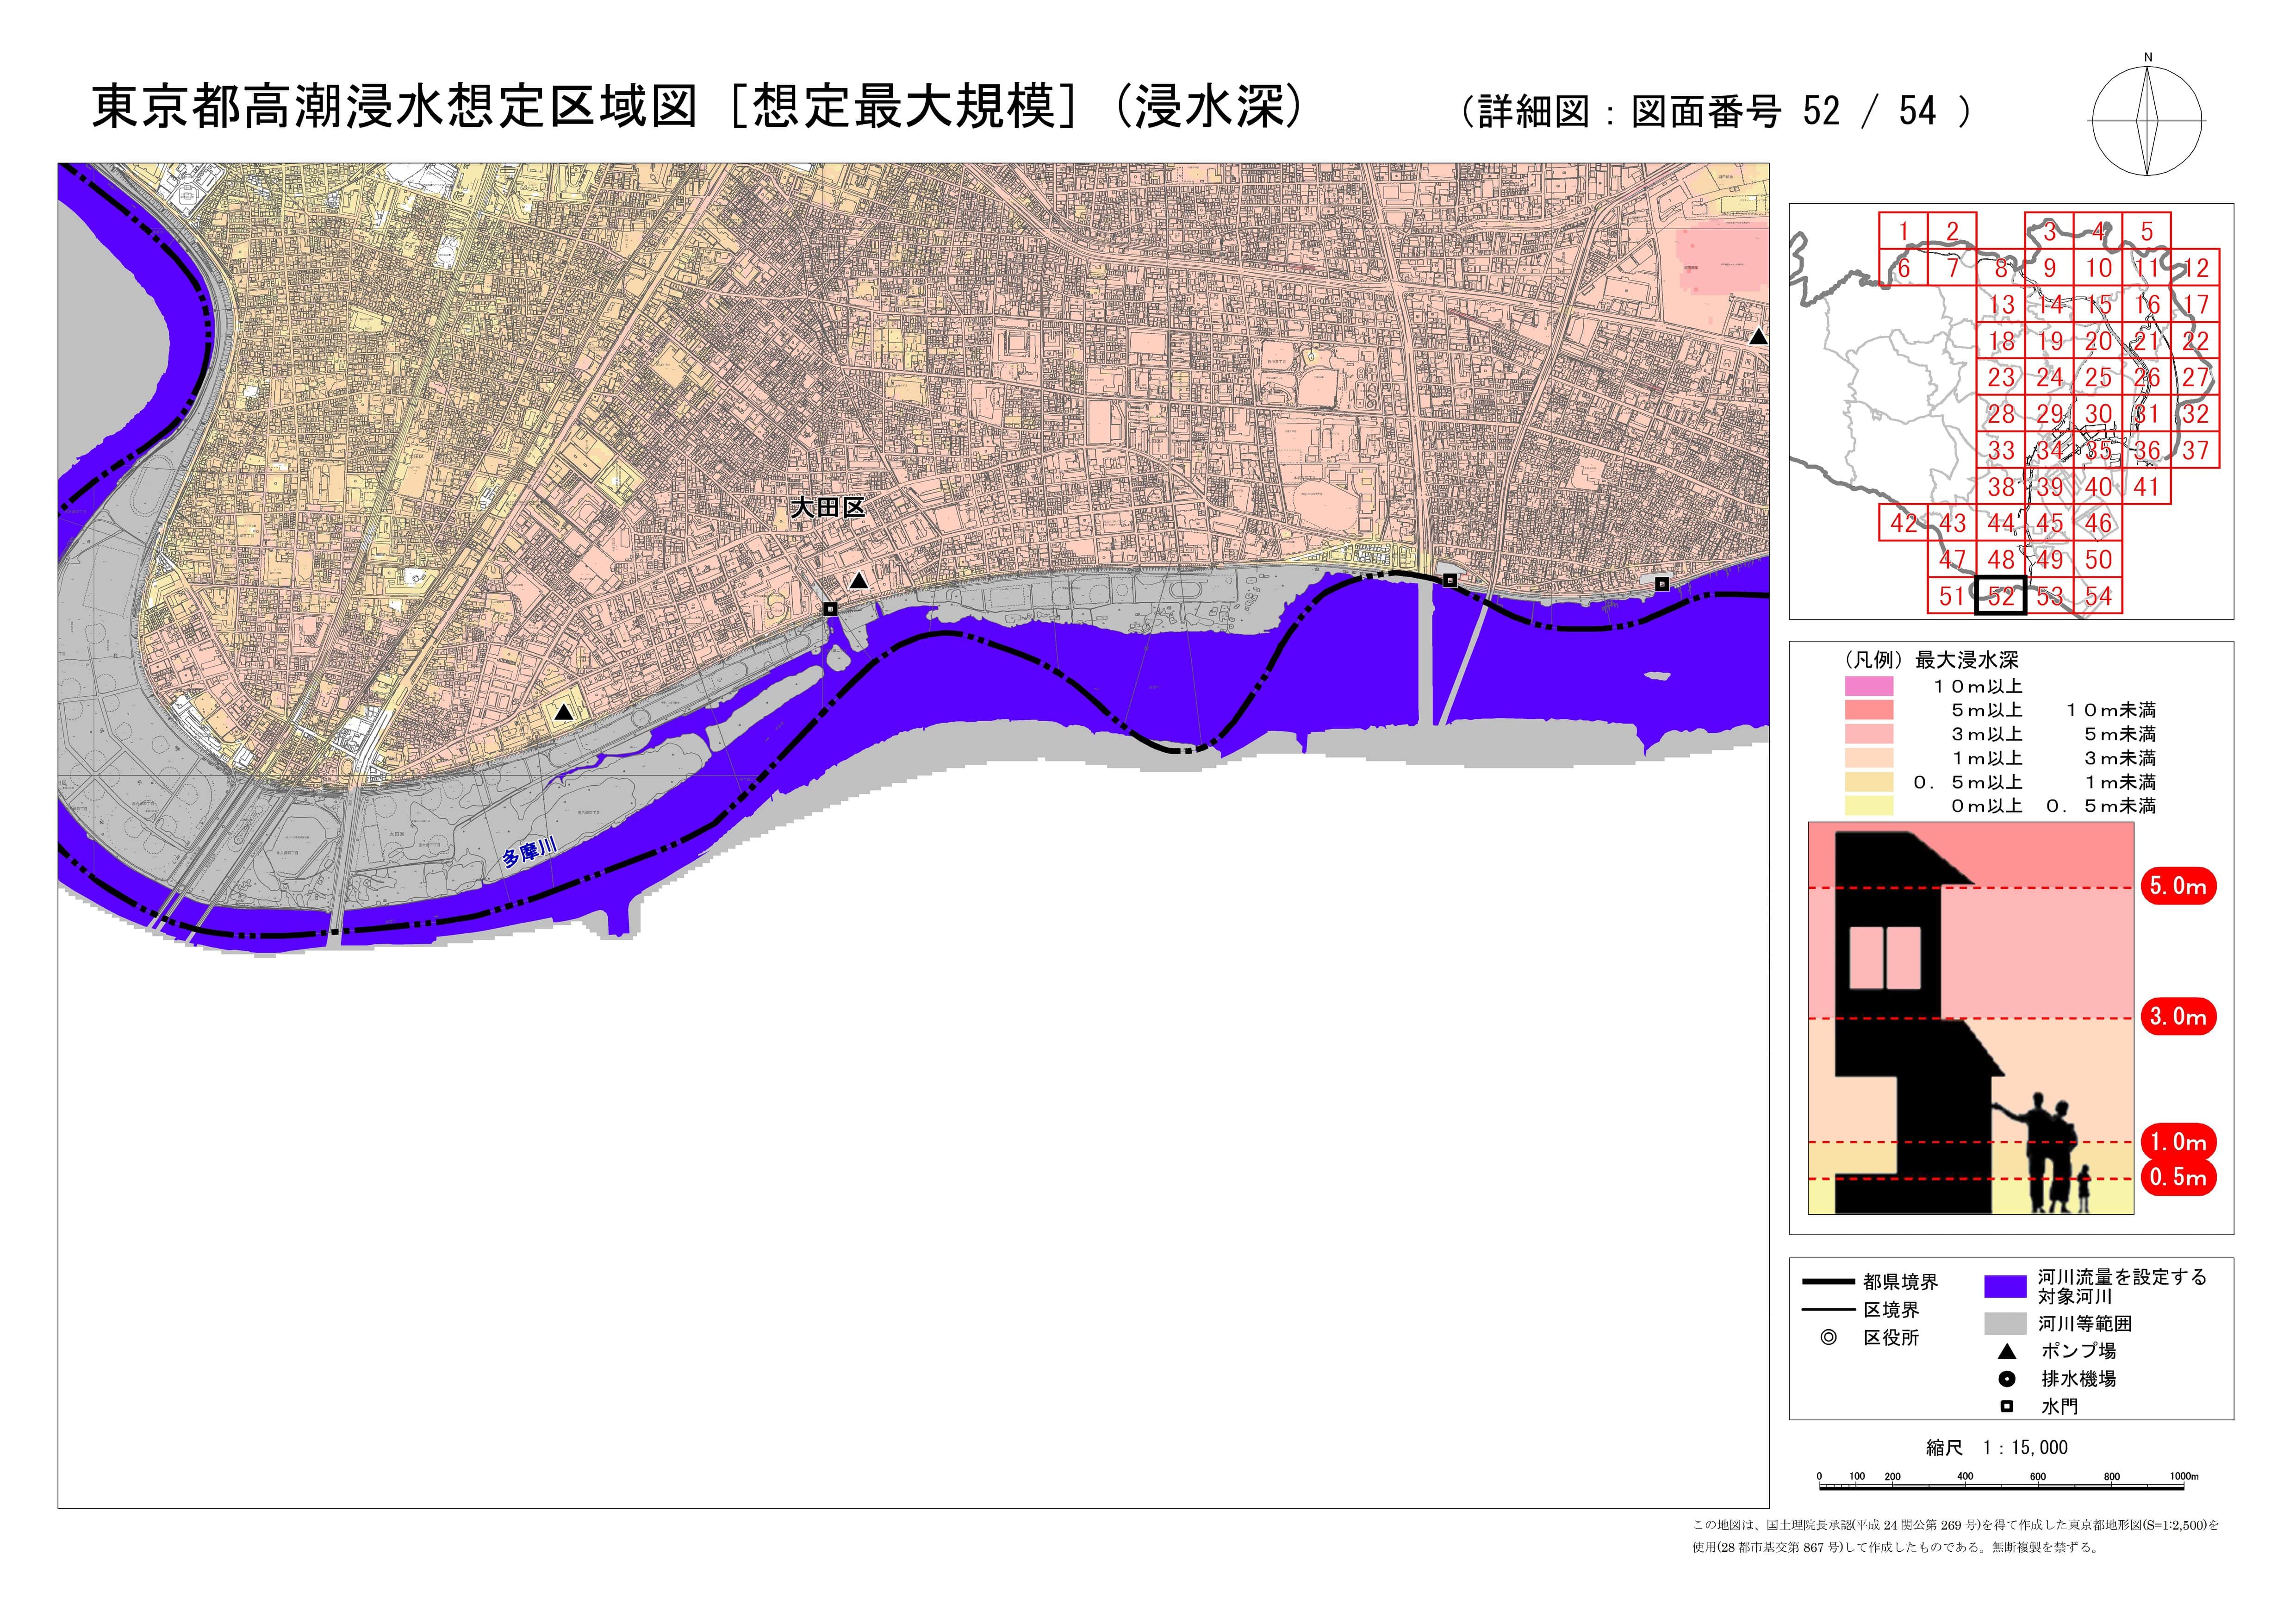 東京都高潮浸水想定区域図［想定最大規模］（浸水深）
（詳細図：図面番号 52 / 54 ）
N
1 2 3 4 5
6 7 8 9 10 11 12
13 14 15 16 17
18 19 20 21 22
23 24 25 26 27
28 29 30 31 32
33 34 35 36 37
38 39 40 41
42 43 44 45 46
47 48 49 50
51 52 53 54
大田区
多摩川
（凡例）最大浸水深
１０ｍ以上
５ｍ以上 １０ｍ未満
３ｍ以上 ５ｍ未満
１ｍ以上 ３ｍ未満
０．５ｍ以上 １ｍ未満
０ｍ以上 ０．５ｍ未満
5.0m
3.0m
1.0m
0.5m
都県境界
区境界
区役所
河川流量を設定する
対象河川
河川等範囲
ポンプ場
排水機場
水門
縮尺 1：15,000
0 100 200 400 600 800 1000m
この地図は、国土理院長承認(平成 24 関公第 269 号)を得て作成した東京都地形図(S=1:2,500)を
使用(28 都市基交第 867 号)して作成したものである。無断複製を禁ずる。